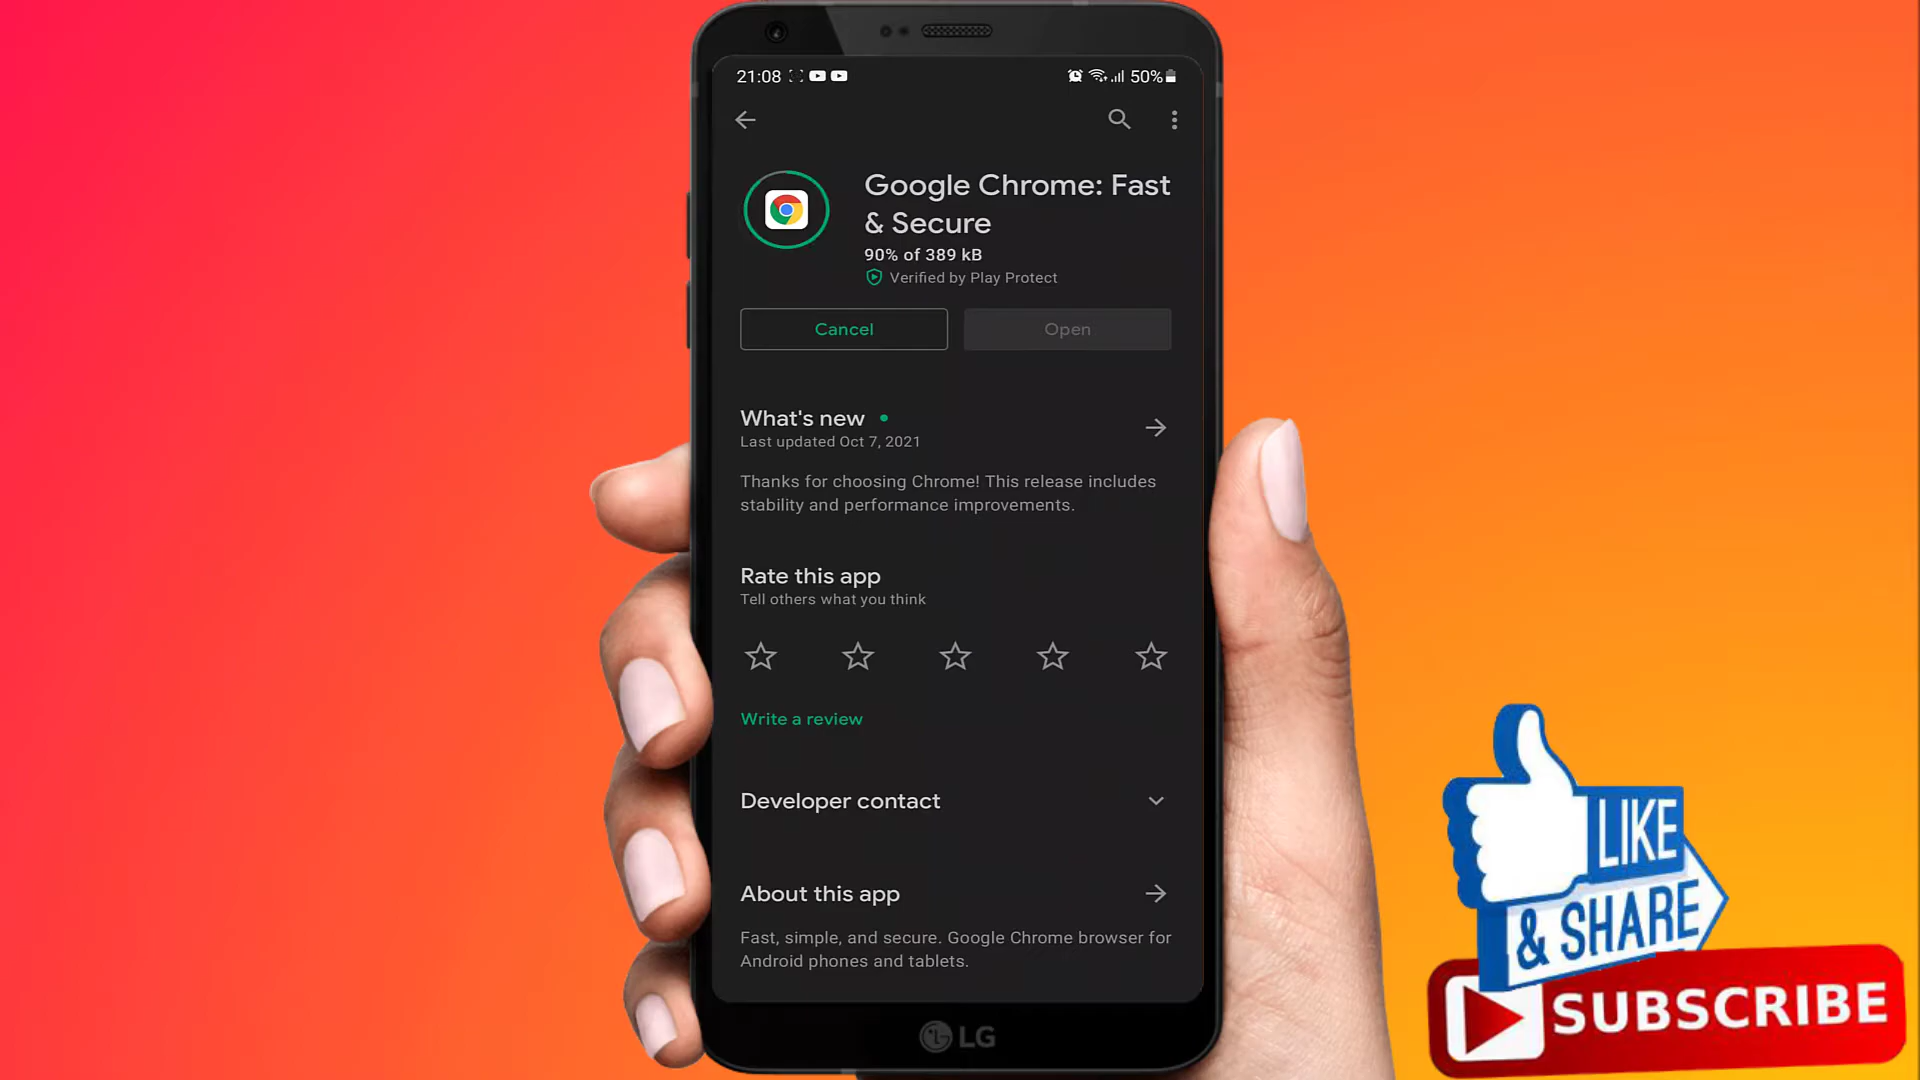 21:08
50%
Google Chrome: Fast
& Secure
90% of 389 kB
Verified by Play Protect
Cancel
Open
What's new
Last updated Oct 7, 2021
Thanks for choosing Chrome! This release includes
stability and performance improvements.
Rate this app
Tell others what you think
Write a review
Developer contact
About this app
Fast, simple, and secure. Google Chrome browser for
Android phones and tablets.
LG
LIKE
& SHARE
SUBSCRIBE